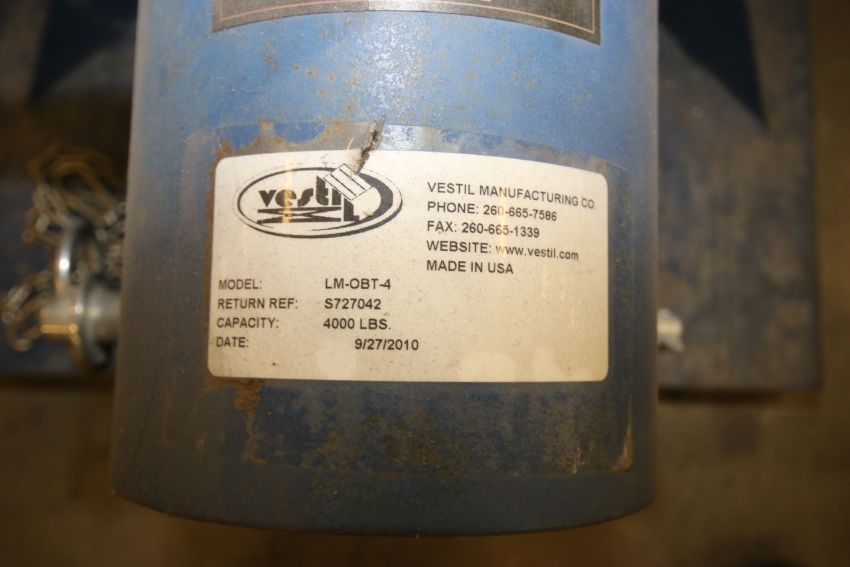 vestil
VESTIL MANUFACTURING CO.
PHONE: 260-665-7586
FAX: 260-665-1339
WEBSITE: www.vestil.com
MADE IN USA
MODEL: LM-OBT-4
RETURN REF: S727042
CAPACITY: 4000 LBS.
DATE: 9/27/2010